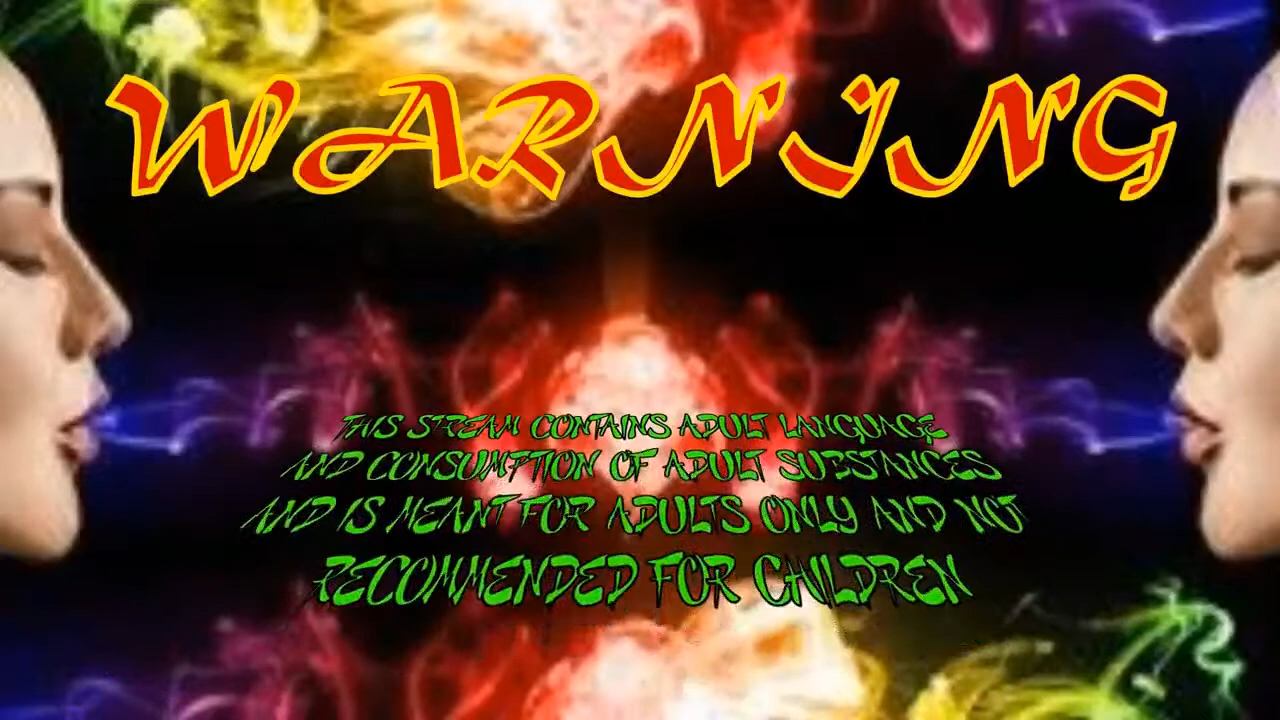 WARNING
THIS STREAM CONTAINS ADULT LANGUAGE
AND CONSUMPTION OF ADULT SUBSTANCES
AND IS MEANT FOR ADULTS ONLY AND NOT
RECOMMENDED FOR CHILDREN